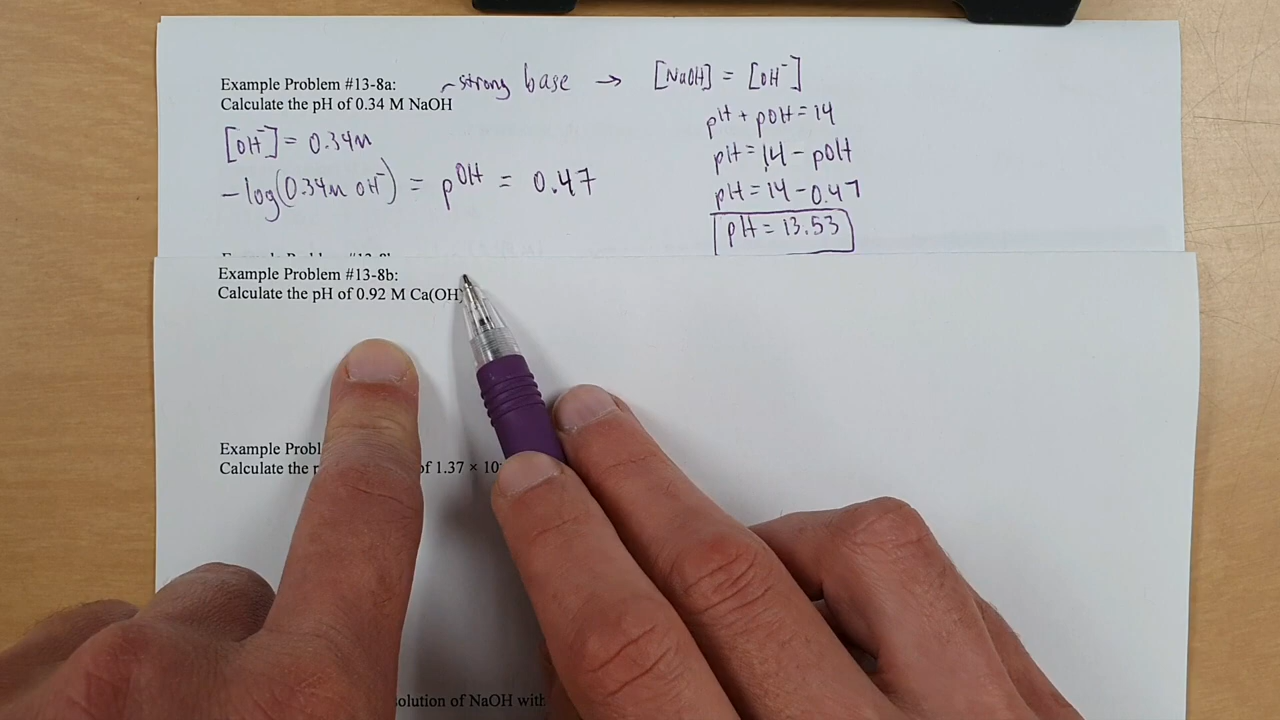 Example Problem #13-8a:
Calculate the pH of 0.34 M NaOH
~strong base → [NaOH] = [OH⁻]
[OH⁻] = 0.34M
-log(0.34M OH⁻) = pOH = 0.47
pH + pOH = 14
pH = 14 - pOH
pH = 14 - 0.47
pH = 13.53
Example Problem #13-8b:
Calculate the pH of 0.92 M Ca(OH)
Example Probl
Calculate the of 1.37 × 10
solution of NaOH with